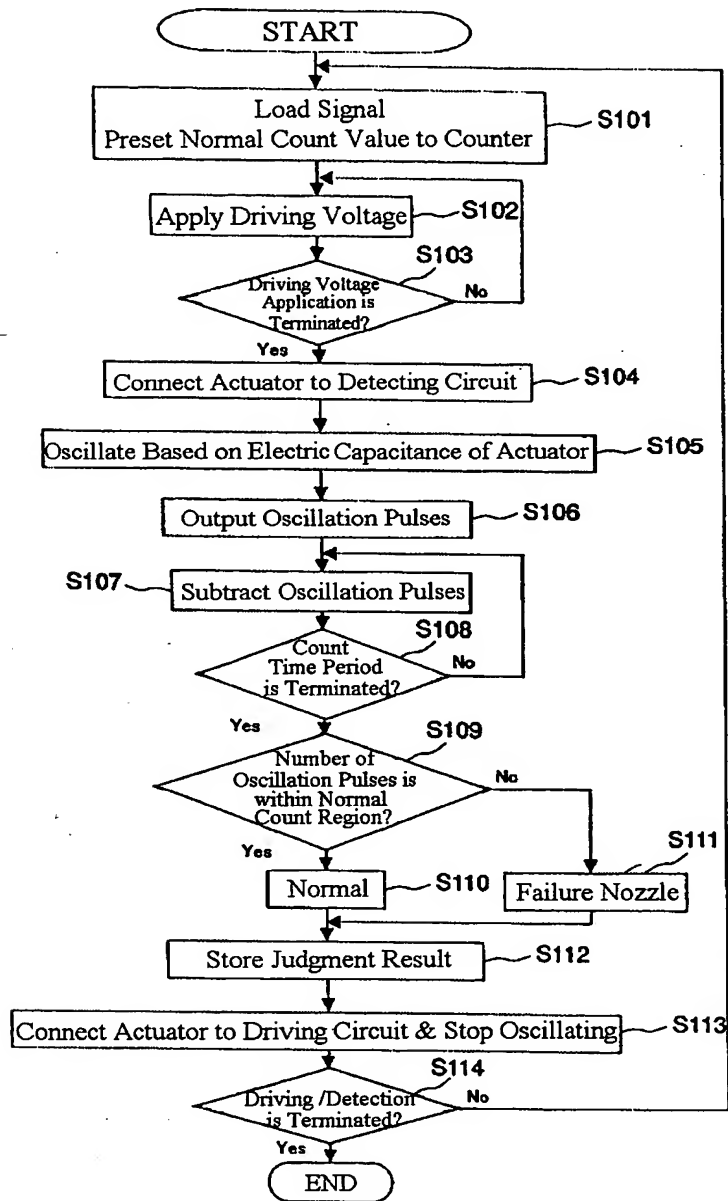 START
Load Signal
Preset Normal Count Value to Counter
S101
Apply Driving Voltage
S102
S103
Driving Voltage
Application is
Terminated?
No
Yes
Connect Actuator to Detecting Circuit
S104
Oscillate Based on Electric Capacitance of Actuator
S105
Output Oscillation Pulses
S106
S107
Subtract Oscillation Pulses
S108
Count
Time Period
is Terminated?
No
Yes
S109
Number of
Oscillation Pulses is
within Normal
Count Region?
No
Yes
Normal
S110
S111
Failure Nozzle
Store Judgment Result
S112
Connect Actuator to Driving Circuit & Stop Oscillating
S113
S114
Driving /Detection
is Terminated?
No
Yes
END